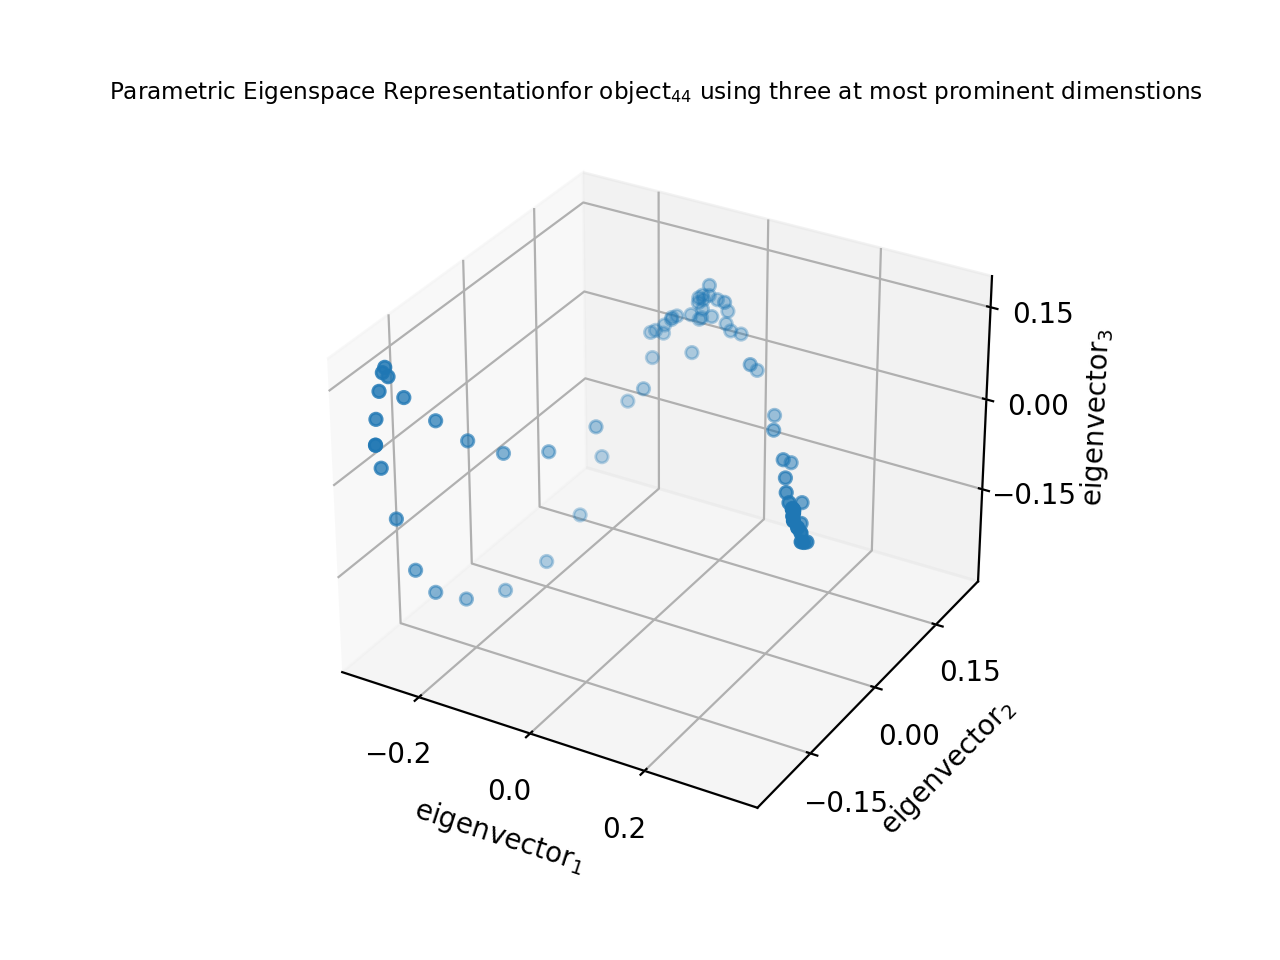 Parametric Eigenspace Representationfor object₄₄ using three at most prominent dimenstions
0.15
0.00
−0.15
eigenvector₃
0.15
0.00
−0.15
eigenvector₂
−0.2
0.0
0.2
eigenvector₁